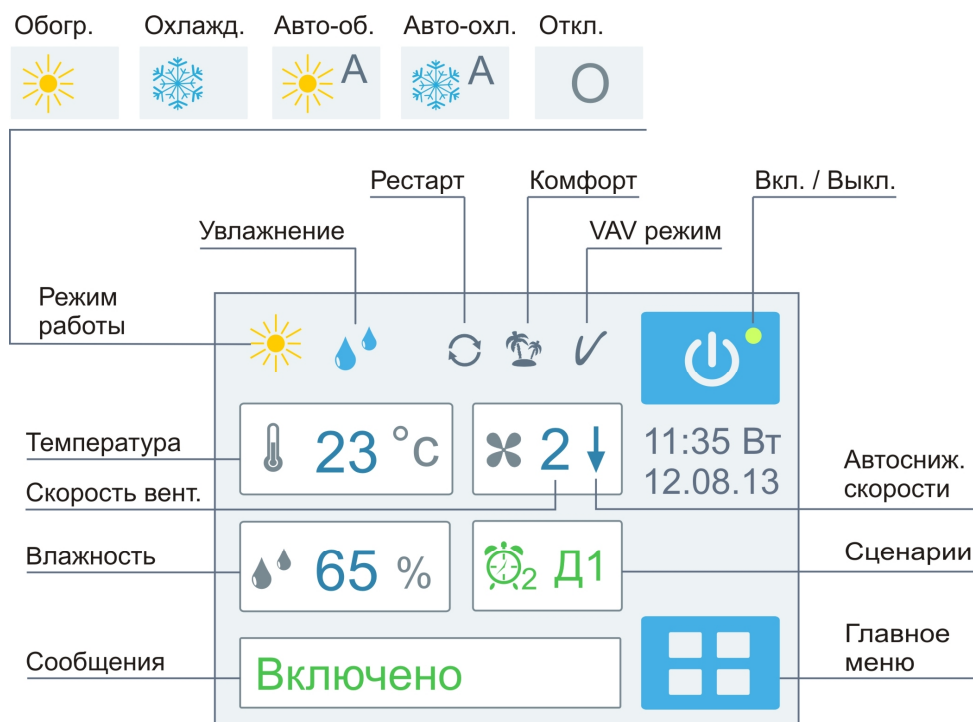 Обогр. Охлажд. Авто-об. Авто-охл. Откл.
A A O
Рестарт Комфорт Вкл. / Выкл.
Увлажнение VAV режим
Режим
работы
Температура
23 °c 2 11:35 Вт
12.08.13
Автосниж.
скорости
Скорость вент.
Влажность
65 % 2 Д1
Сценарии
Главное
меню
Сообщения
Включено